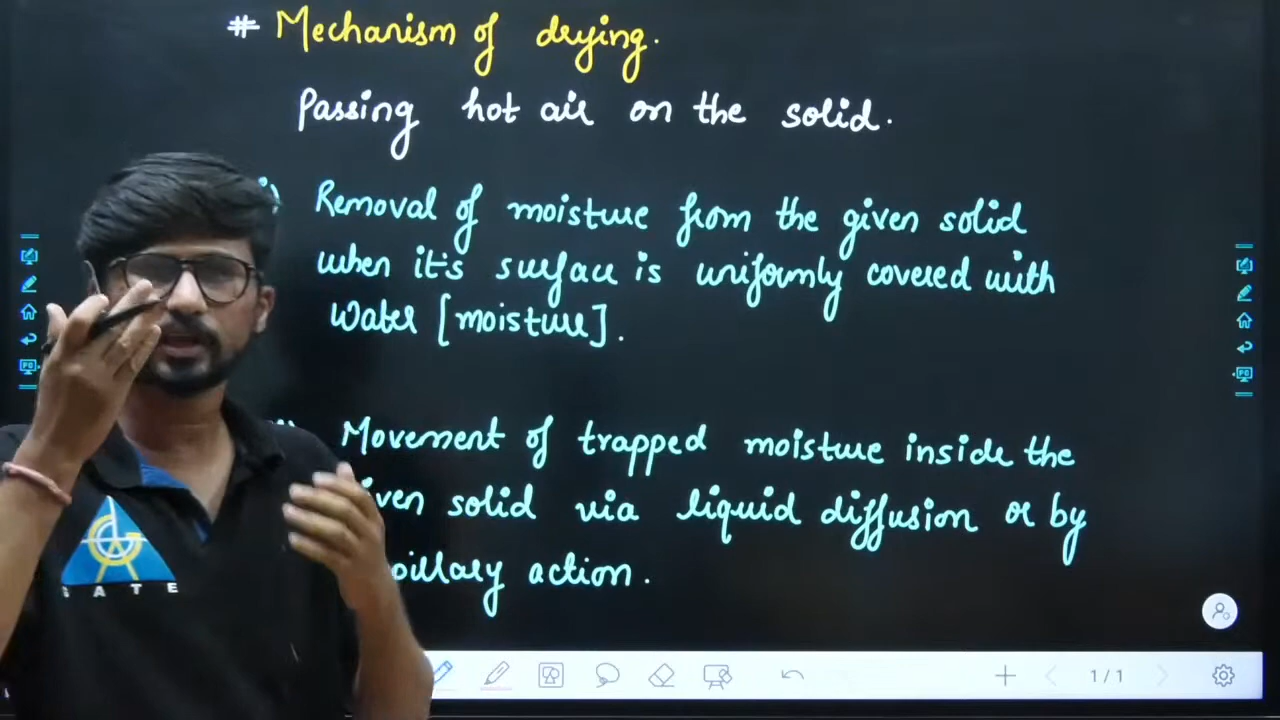 # Mechanism of drying.
Passing hot air on the solid.
Removal of moisture from the given solid
when it's surface is uniformly covered with
Water [moisture].
Movement of trapped moisture inside the
solid via liquid diffusion or by
action.
GATE
1/1